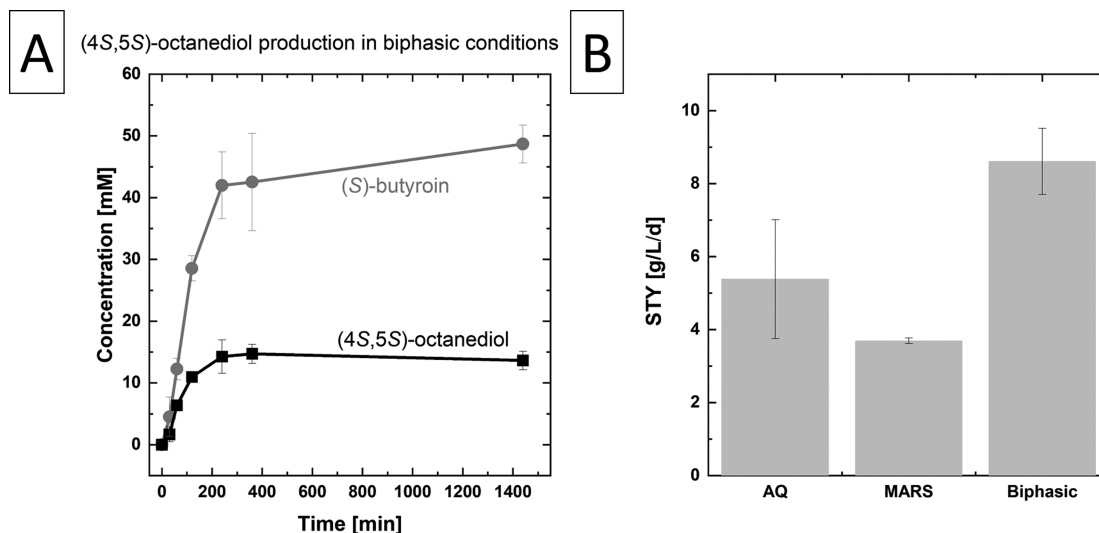 A
(4S,5S)-octanediol production in biphasic conditions
Concentration [mM]
60
50
40
30
20
10
0
(S)-butyroin
(4S,5S)-octanediol
0 200 400 600 800 1000 1200 1400
Time [min]
B
STY [g/L/d]
10
8
6
4
2
0
AQ MARS Biphasic